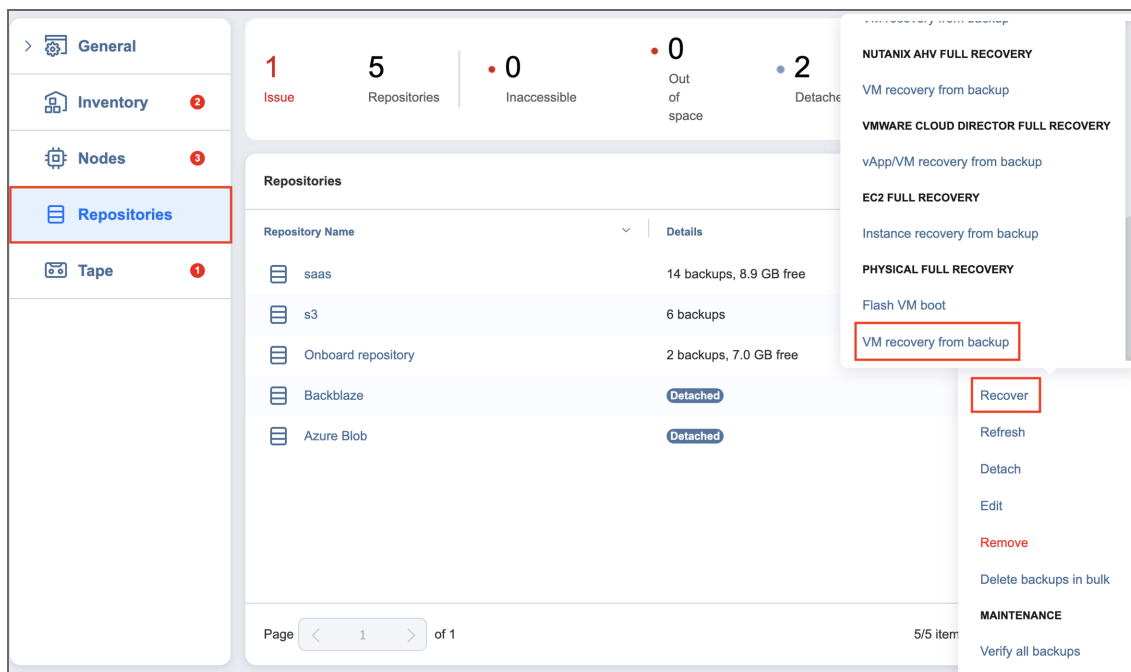 General
Inventory
2
Nodes
3
Repositories
Tape
1
1
Issue
5
Repositories
0
Inaccessible
0
Out
of
space
2
Detache
Repositories
Repository Name
Details
saas
14 backups, 8.9 GB free
s3
6 backups
Onboard repository
2 backups, 7.0 GB free
Backblaze
Detached
Azure Blob
Detached
Page
1
of 1
5/5 item
VM recovery from backup
NUTANIX AHV FULL RECOVERY
VM recovery from backup
VMWARE CLOUD DIRECTOR FULL RECOVERY
vApp/VM recovery from backup
EC2 FULL RECOVERY
Instance recovery from backup
PHYSICAL FULL RECOVERY
Flash VM boot
VM recovery from backup
Recover
Refresh
Detach
Edit
Remove
Delete backups in bulk
MAINTENANCE
Verify all backups